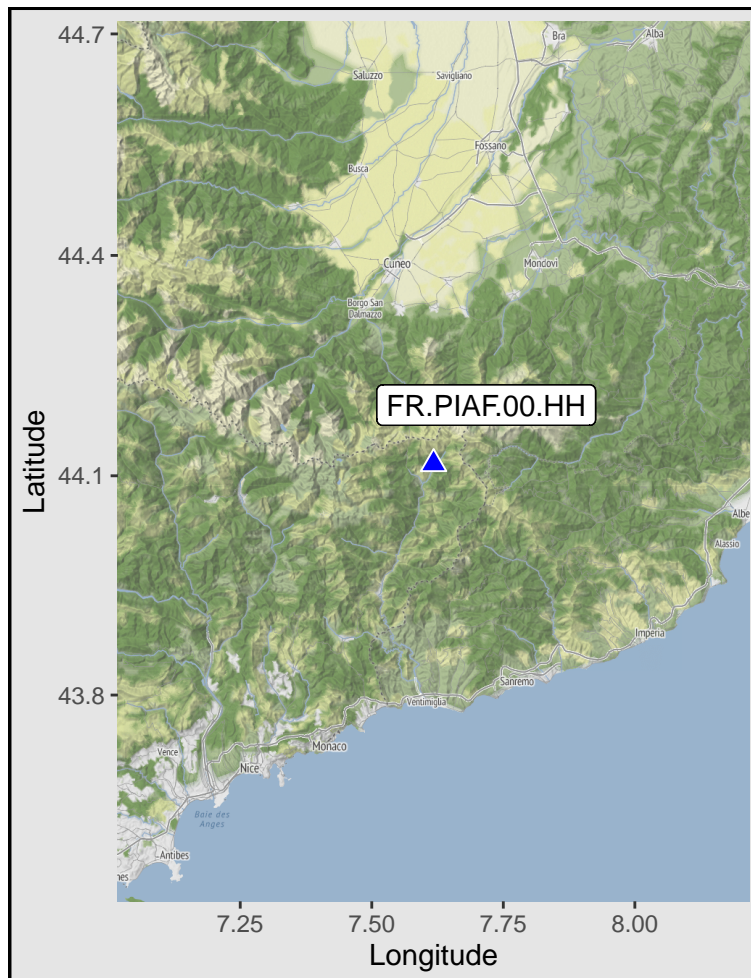 44.7
Bra
Alba
Saluzzo
Savigliano
Fossano
Busca
44.4
Cuneo
Mondovì
Borgo San
Dalmazzo
FR.PIAF.00.HH
Latitude
44.1
Albe
Alassio
Imperia
43.8
Ventimiglia
Sanremo
Monaco
Vence
Nice
Baie des
Anges
Antibes
nes
7.25
7.50
7.75
8.00
Longitude